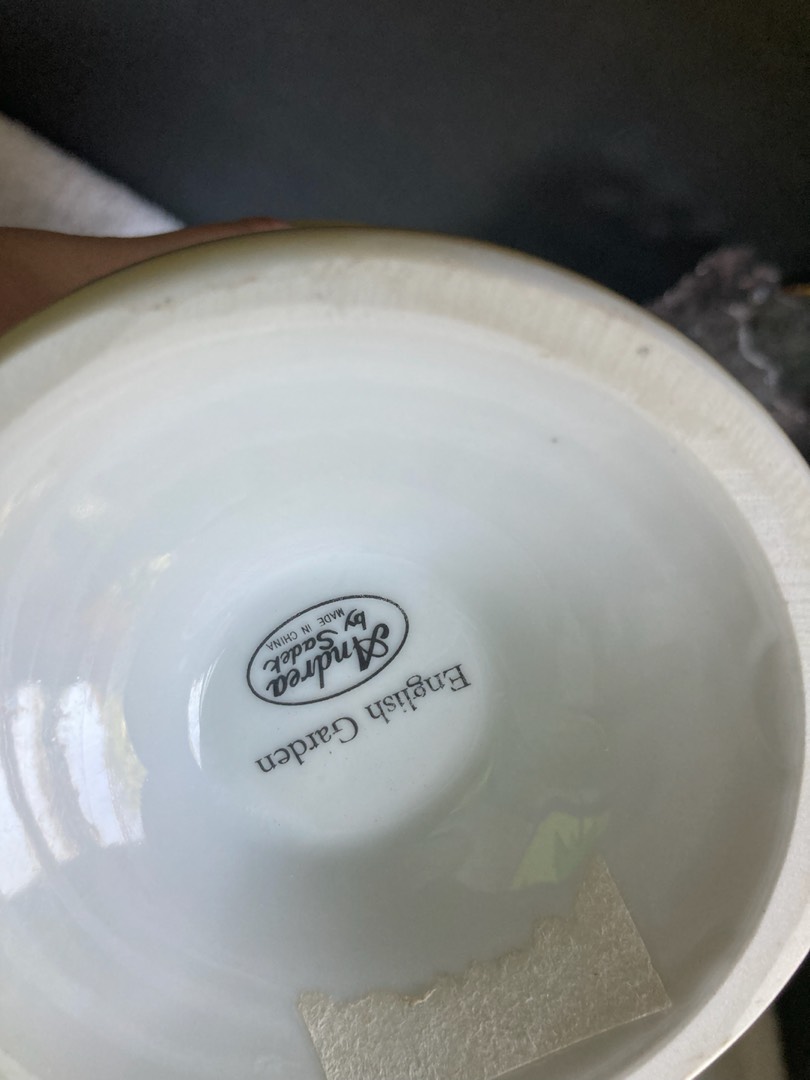 English Garden
Andrea
by Sadek
MADE IN CHINA